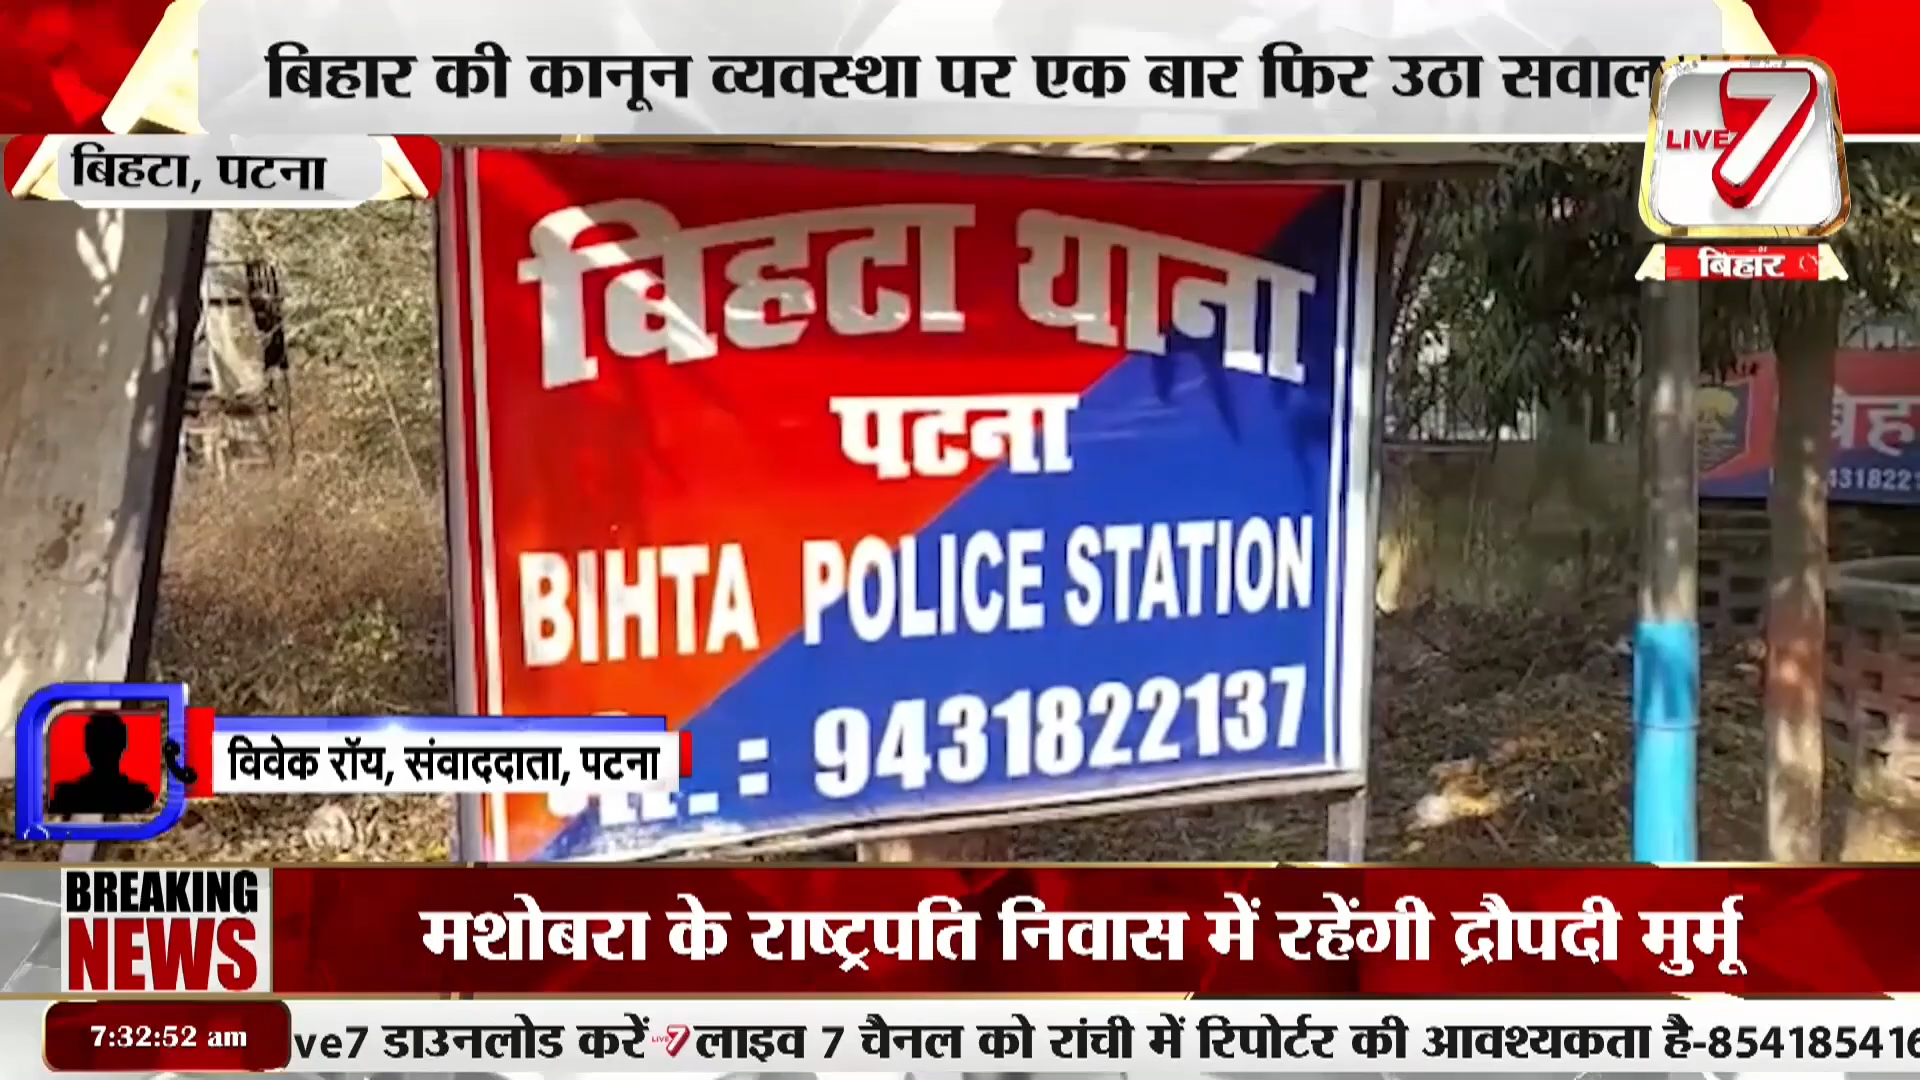 बिहार की कानून व्यवस्था पर एक बार फिर उठा सवाल
LIVE 7
बिहार
बिहटा, पटना
बिहटा थाना
पटना
BIHTA POLICE STATION
: 9431822137
विवेक रॉय, संवाददाता, पटना
BREAKING NEWS
मशोबरा के राष्ट्रपति निवास में रहेंगी द्रौपदी मुर्मू
7:32:52 am
ve7 डाउनलोड करें LIVE 7 लाइव 7 चैनल को रांची में रिपोर्टर की आवश्यकता है-854185416